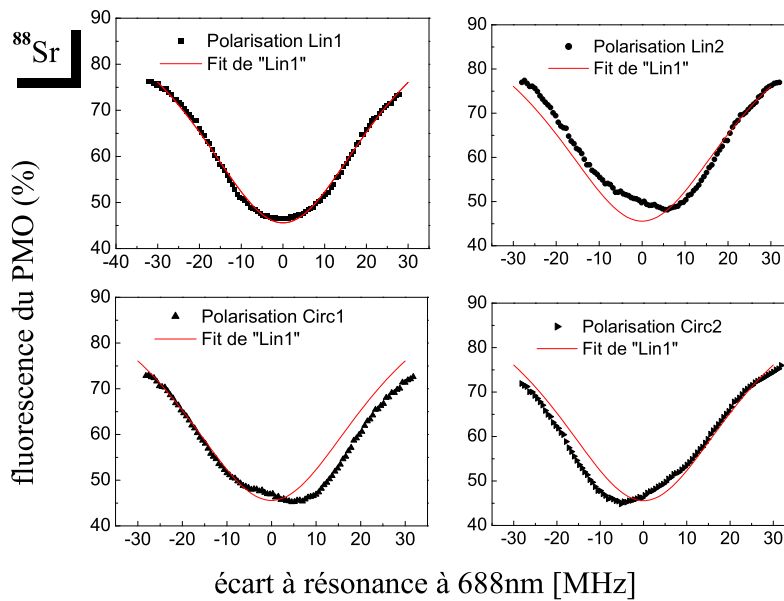 ⁸⁸Sr
fluorescence du PMO (%)
90
80
70
60
50
40
-40 -30 -20 -10 0 10 20 30
Polarisation Lin1
Fit de "Lin1"
90
80
70
60
50
40
-30 -20 -10 0 10 20 30
Polarisation Lin2
Fit de "Lin1"
90
80
70
60
50
40
-30 -20 -10 0 10 20 30
Polarisation Circ1
Fit de "Lin1"
90
80
70
60
50
40
-30 -20 -10 0 10 20 30
Polarisation Circ2
Fit de "Lin1"
écart à résonance à 688nm [MHz]